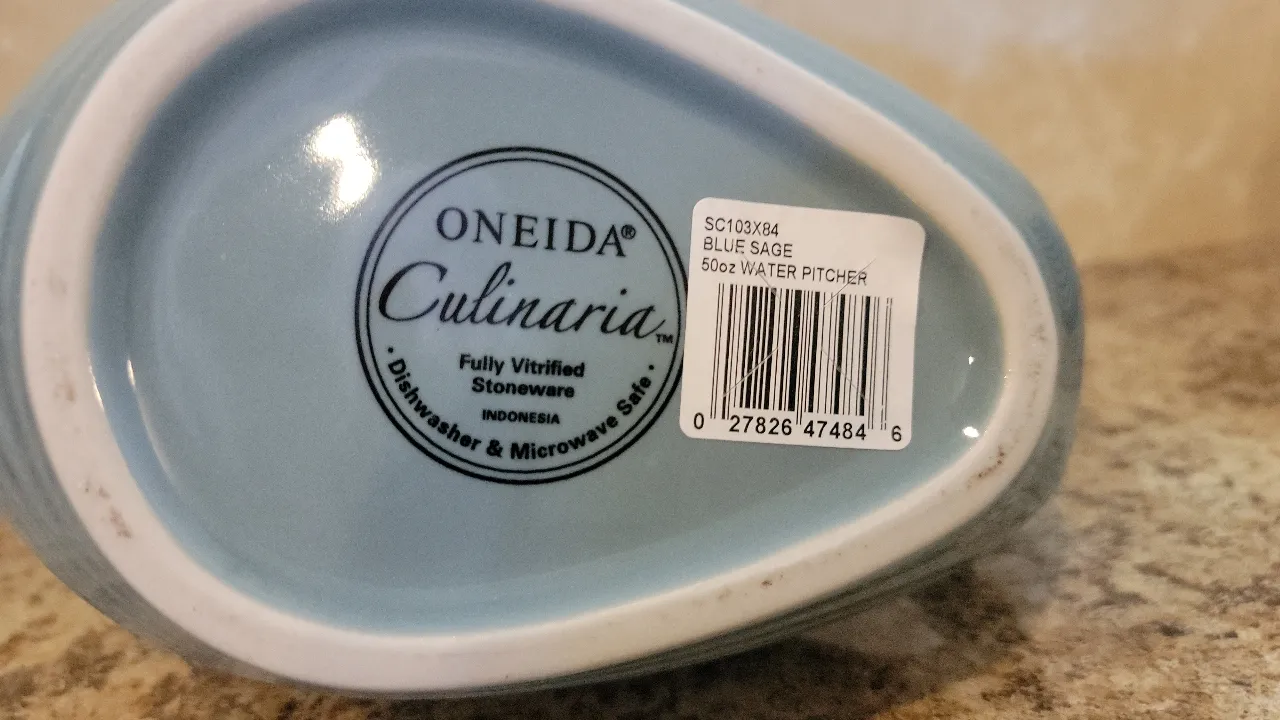 ONEIDA®
Culinaria™
Fully Vitrified
Stoneware
INDONESIA
· Dishwasher & Microwave Safe ·
SC103X84
BLUE SAGE
50oz WATER PITCHER
0 27826 47484 6